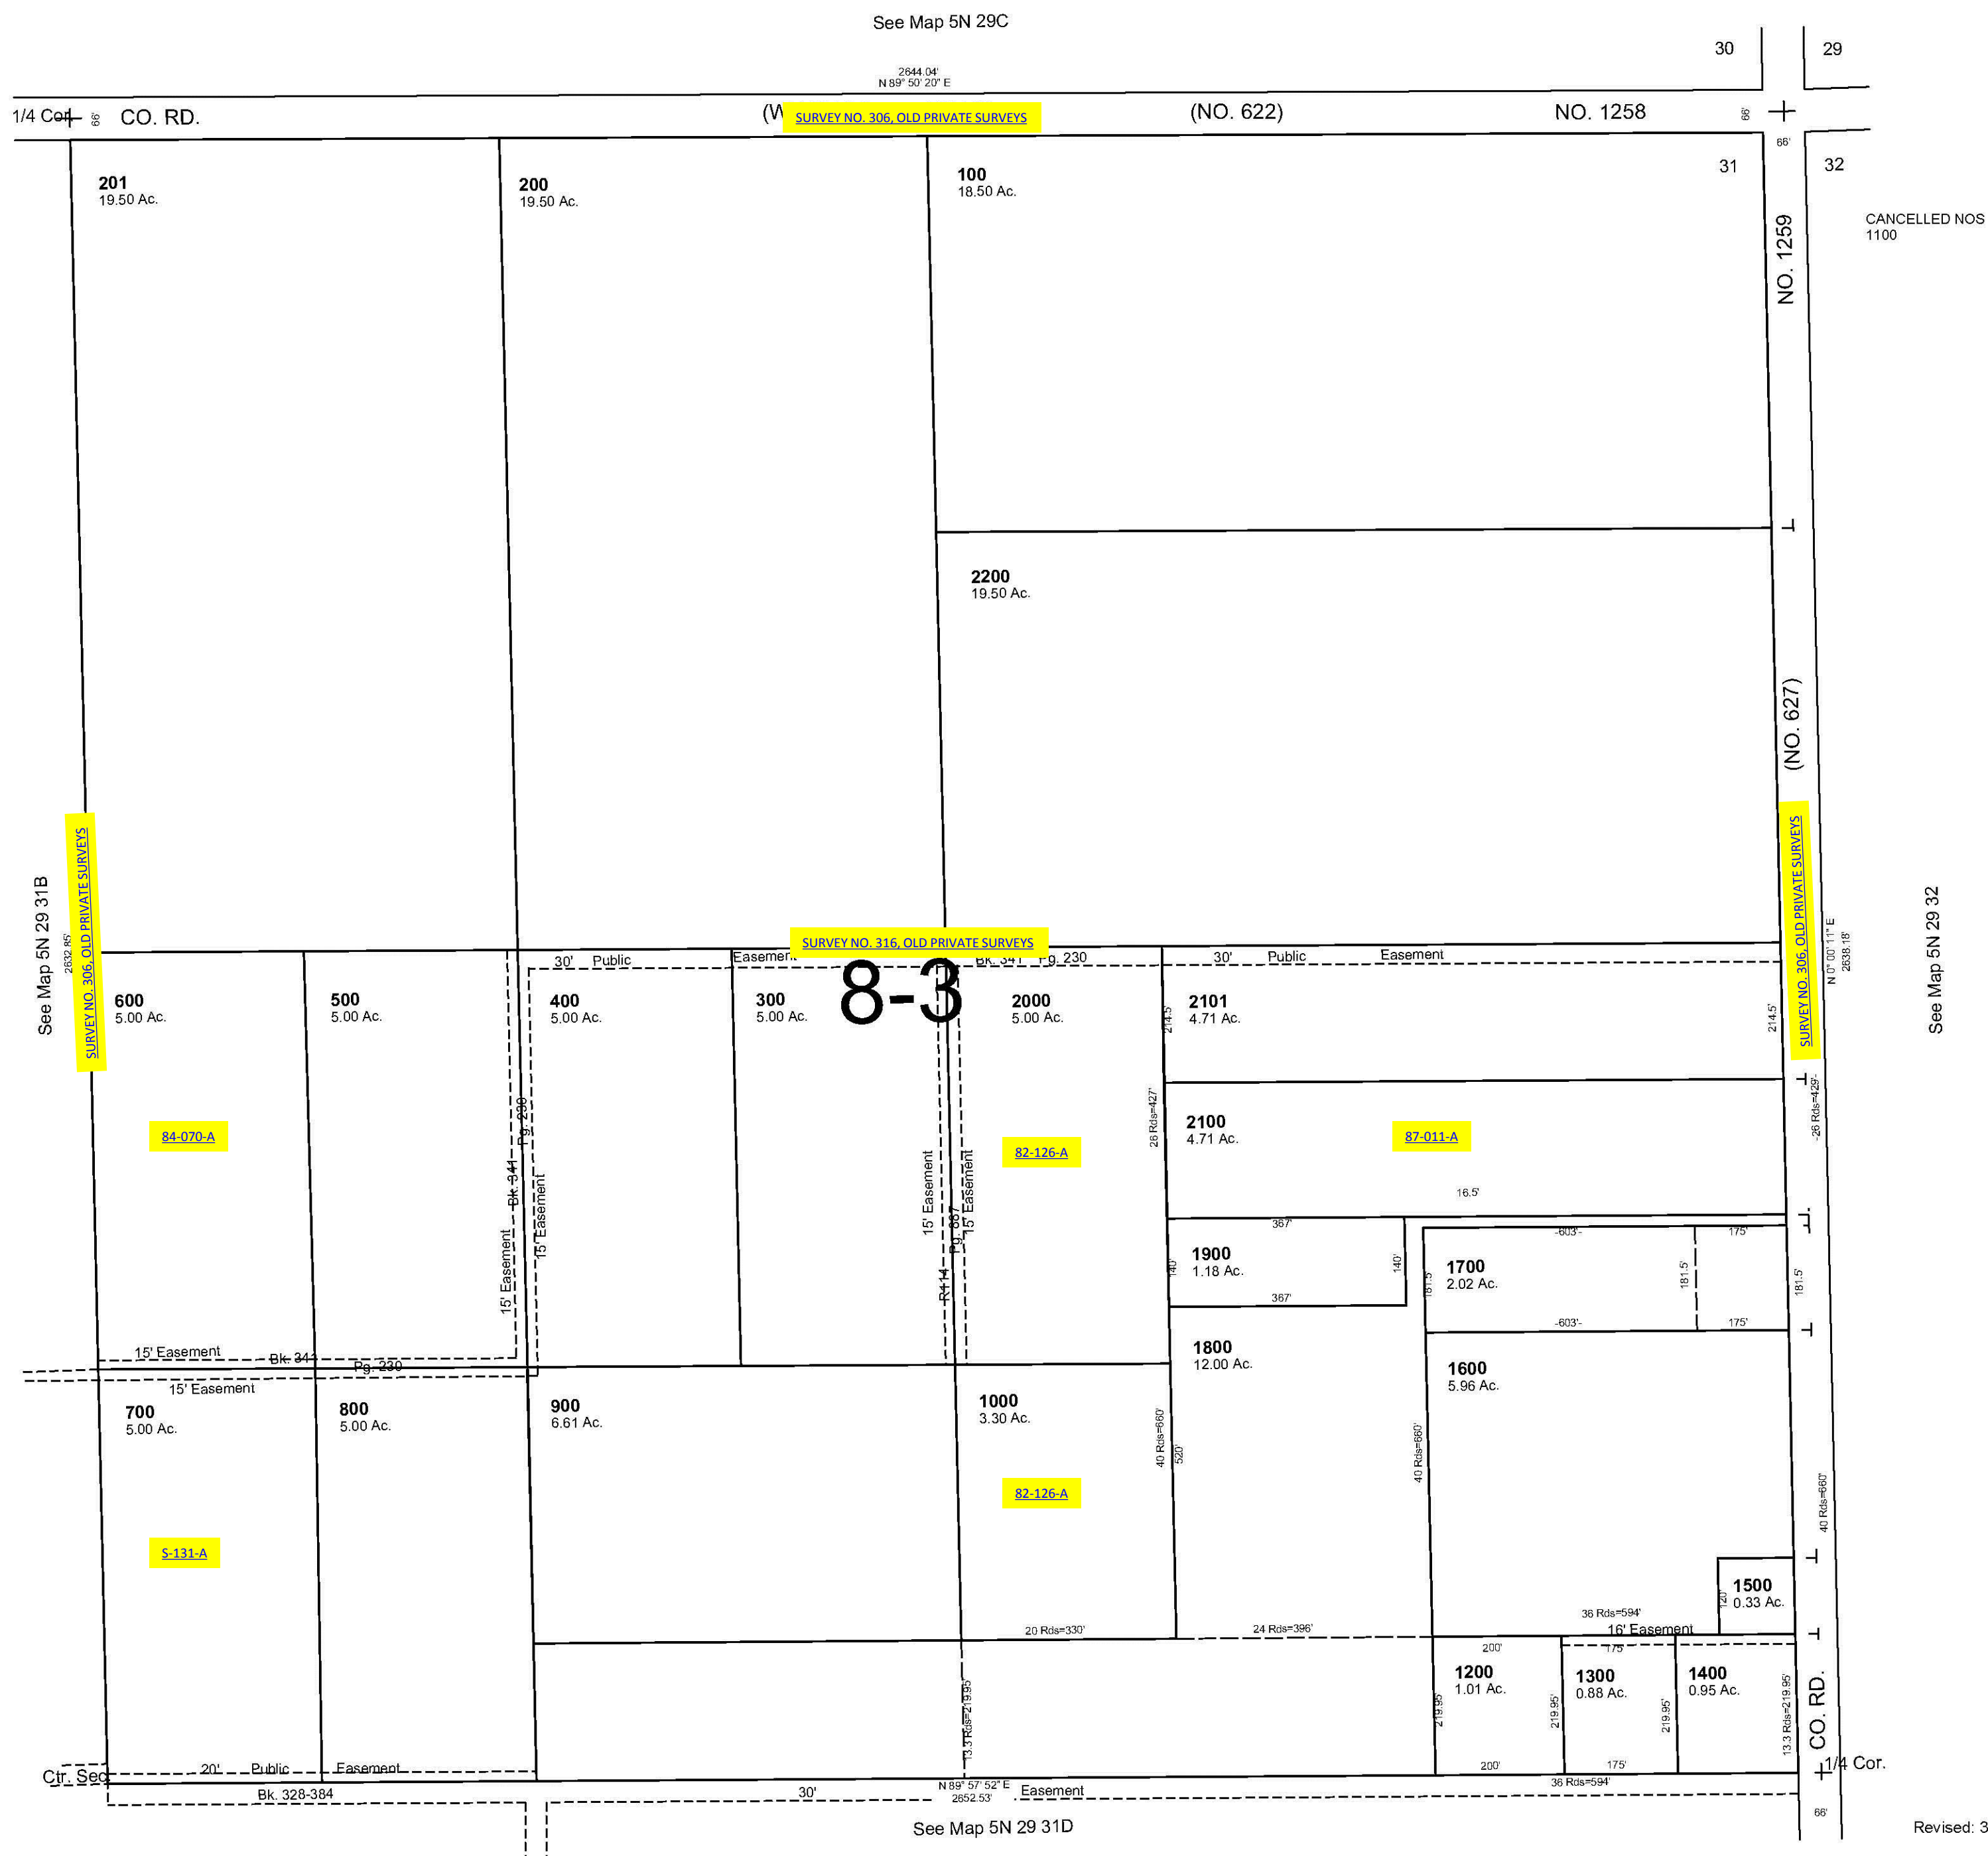 See Map 5N 29C
30
29
2644.04'
N 89° 50' 20" E
1/4 Cor.
66'
CO. RD.
SURVEY NO. 306, OLD PRIVATE SURVEYS
(NO. 622)
NO. 1258
66'
66'
31
32
201
19.50 Ac.
200
19.50 Ac.
100
18.50 Ac.
CANCELLED NOS
1100
NO. 1259
2200
19.50 Ac.
(NO. 627)
See Map 5N 29 31B
2632.85'
SURVEY NO. 306, OLD PRIVATE SURVEYS
SURVEY NO. 316, OLD PRIVATE SURVEYS
SURVEY NO. 306, OLD PRIVATE SURVEYS
N 0° 00' 11" E
2638.18'
See Map 5N 29 32
30' Public Easement Bk. 341 Pg. 230 30' Public Easement
8-3
600
5.00 Ac.
500
5.00 Ac.
400
5.00 Ac.
300
5.00 Ac.
2000
5.00 Ac.
2101
4.71 Ac.
214.5'
214.5'
84-070-A
82-126-A
26 Rds=427'
2100
4.71 Ac.
87-011-A
-26 Rds=429'-
Bk. 341 Pg. 230
15' Easement
15' Easement
15' Easement
15' Easement
R114 Pg. 887
16.5'
367'
1900
1.18 Ac.
140'
140'
367'
-603'-
175'
1700
2.02 Ac.
181.5'
181.5'
181.5'
-603'-
175'
15' Easement
Bk. 341 Pg. 230
15' Easement
1800
12.00 Ac.
1600
5.96 Ac.
700
5.00 Ac.
800
5.00 Ac.
900
6.61 Ac.
1000
3.30 Ac.
40 Rds=660'
520'
40 Rds=660'
40 Rds=660'
82-126-A
S-131-A
1500
0.33 Ac.
120'
20 Rds=330'
24 Rds=396'
36 Rds=594'
16' Easement
200'
175'
1200
1.01 Ac.
1300
0.88 Ac.
1400
0.95 Ac.
13.3 Rds=219.95'
219.95'
219.95'
219.95'
13.3 Rds=219.95'
CO. RD.
200'
175'
36 Rds=594'
1/4 Cor.
Ctr. Sec
20' Public Easement
Bk. 328-384
30'
N 89° 57' 52" E
2652.53'
Easement
66'
See Map 5N 29 31D
Revised: 3